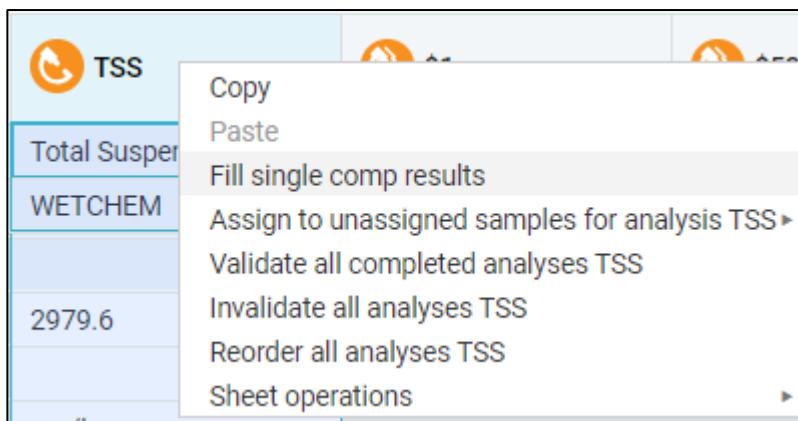 TSS
Copy
Paste
Total Susper
Fill single comp results
WETCHEM
Assign to unassigned samples for analysis TSS
Validate all completed analyses TSS
2979.6
Invalidate all analyses TSS
Reorder all analyses TSS
Sheet operations